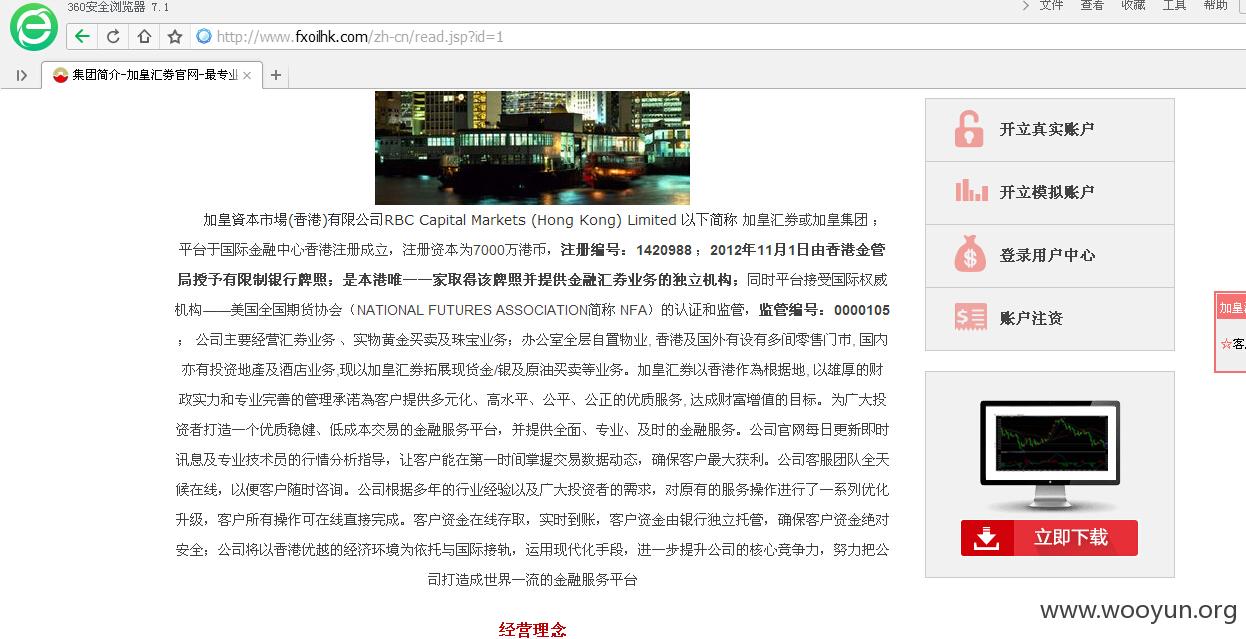 360安全浏览器 7.1
文件 查看 收藏 工具 帮助
http://www.fxoilhk.com/zh-cn/read.jsp?id=1
集团简介-加皇汇券官网-最专业
加皇資本市場(香港)有限公司RBC Capital Markets (Hong Kong) Limited 以下简称 加皇汇券或加皇集团；
平台于国际金融中心香港注册成立，注册资本为7000万港币，注册编号：1420988；2012年11月1日由香港金管
局授予有限制银行牌照；是本港唯一一家取得该牌照并提供金融汇券业务的独立机构；同时平台接受国际权威
机构——美国全国期货协会（NATIONAL FUTURES ASSOCIATION简称 NFA）的认证和监管，监管编号：0000105
； 公司主要经营汇券业务 、实物黄金买卖及珠宝业务；办公室全层自置物业, 香港及国外有设有多间零售门市, 国内
亦有投资地產及酒店业务,现以加皇汇券拓展现货金/银及原油买卖等业务。加皇汇券以香港作為根据地, 以雄厚的财
政实力和专业完善的管理承诺為客户提供多元化、高水平、公平、公正的优质服务, 达成财富增值的目标。为广大投
资者打造一个优质稳健、低成本交易的金融服务平台，并提供全面、专业、及时的金融服务。公司官网每日更新即时
讯息及专业技术员的行情分析指导，让客户能在第一时间掌握交易数据动态，确保客户最大获利。公司客服团队全天
候在线，以便客户随时咨询。公司根据多年的行业经验以及广大投资者的需求，对原有的服务操作进行了一系列优化
升级，客户所有操作可在线直接完成。客户资金在线存取，实时到账，客户资金由银行独立托管，确保客户资金绝对
安全；公司将以香港优越的经济环境为依托与国际接轨，运用现代化手段，进一步提升公司的核心竞争力，努力把公
司打造成世界一流的金融服务平台
经营理念
开立真实账户
开立模拟账户
登录用户中心
账户注资
立即下载
加皇
☆客
www.wooyun.org